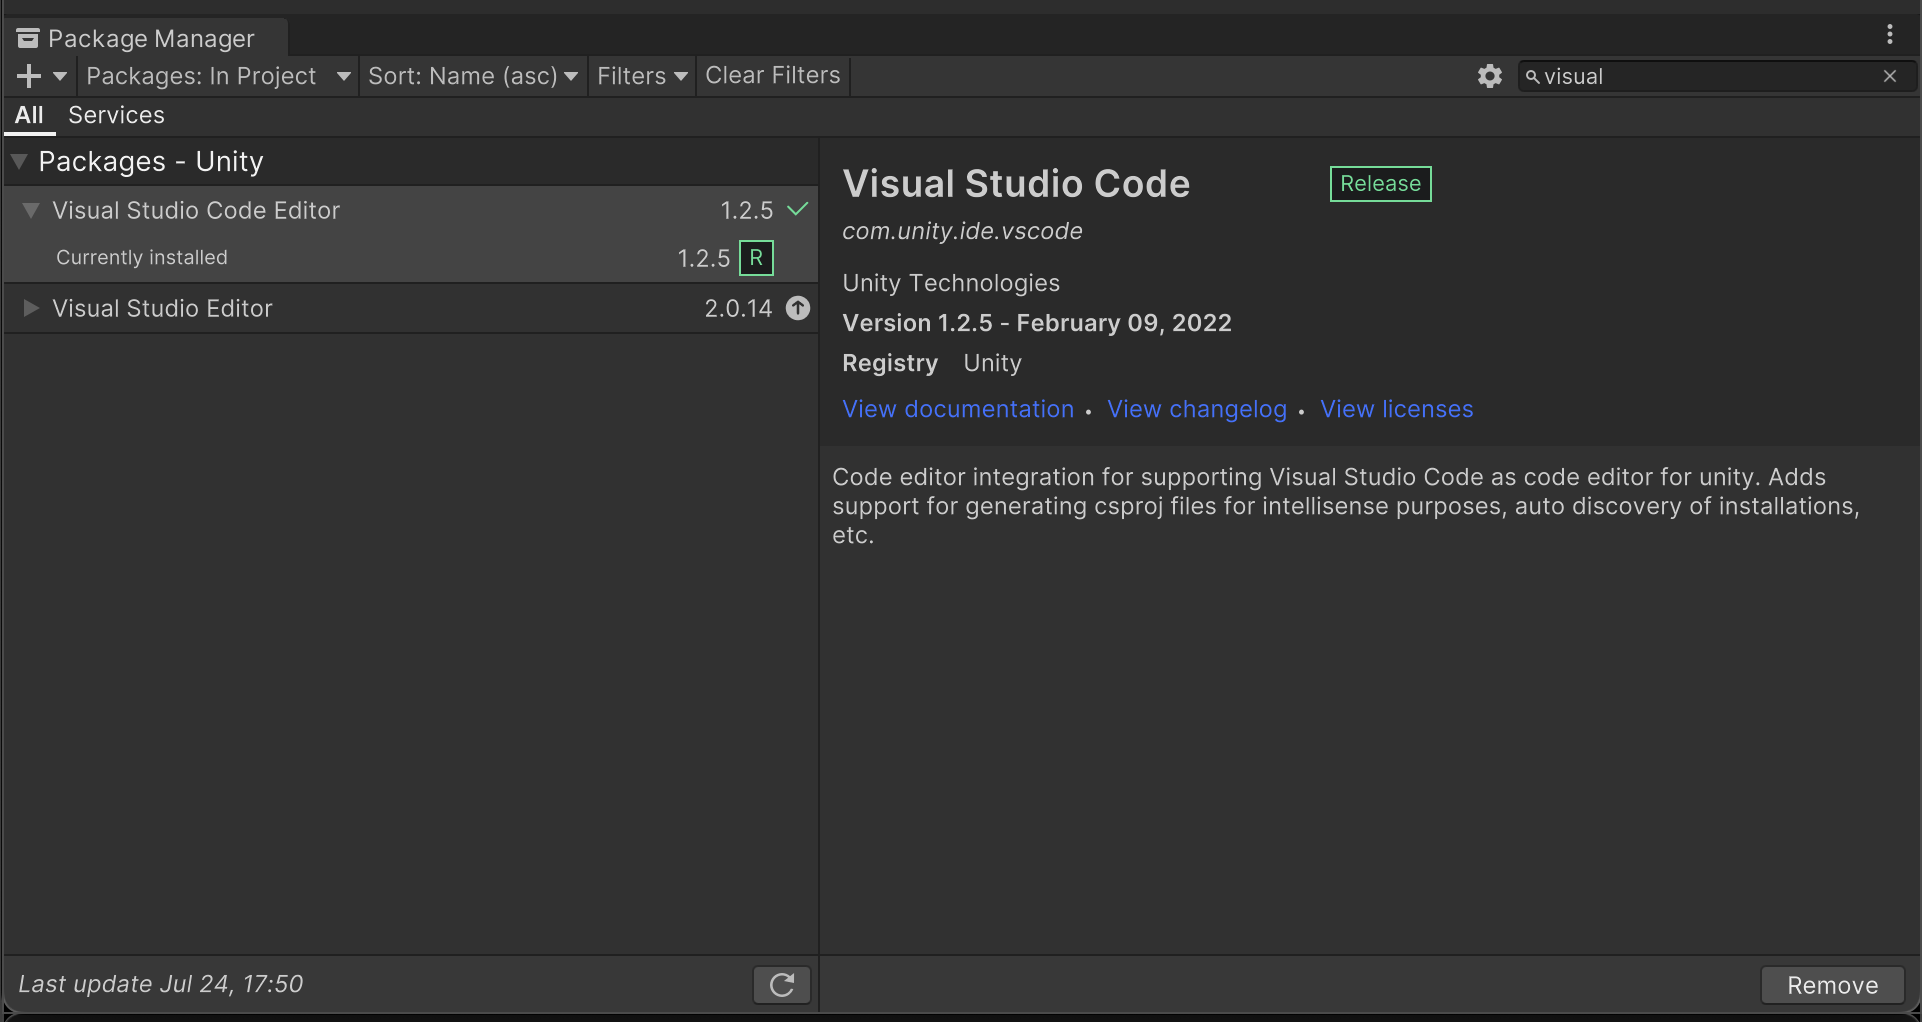 Package Manager
Packages: In Project Sort: Name (asc) Filters Clear Filters visual
All Services
Packages - Unity
Visual Studio Code Editor 1.2.5
Currently installed 1.2.5 R
Visual Studio Editor 2.0.14
Visual Studio Code Release
com.unity.ide.vscode
Unity Technologies
Version 1.2.5 - February 09, 2022
Registry Unity
View documentation • View changelog • View licenses
Code editor integration for supporting Visual Studio Code as code editor for unity. Adds
support for generating csproj files for intellisense purposes, auto discovery of installations,
etc.
Last update Jul 24, 17:50
Remove